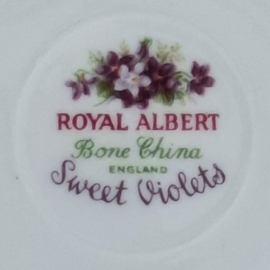 ROYAL ALBERT
Bone China
ENGLAND
Sweet Violets